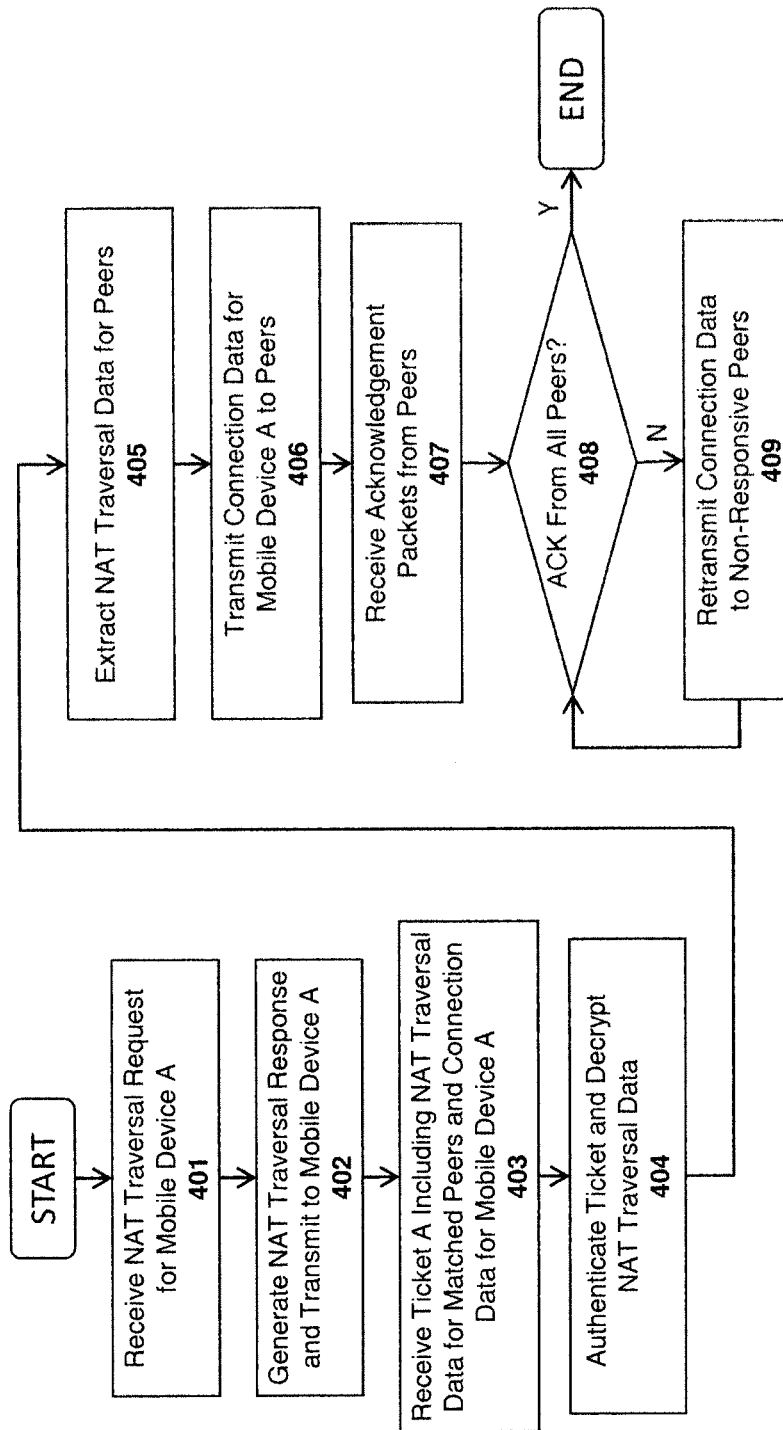 START
Receive NAT Traversal Request
for Mobile Device A
401
Generate NAT Traversal Response
and Transmit to Mobile Device A
402
Receive Ticket A Including NAT Traversal
Data for Matched Peers and Connection
Data for Mobile Device A
403
Authenticate Ticket and Decrypt
NAT Traversal Data
404
Extract NAT Traversal Data for Peers
405
Transmit Connection Data for
Mobile Device A to Peers
406
Receive Acknowledgement
Packets from Peers
407
ACK From All Peers?
408
Y
END
N
Retransmit Connection Data
to Non-Responsive Peers
409